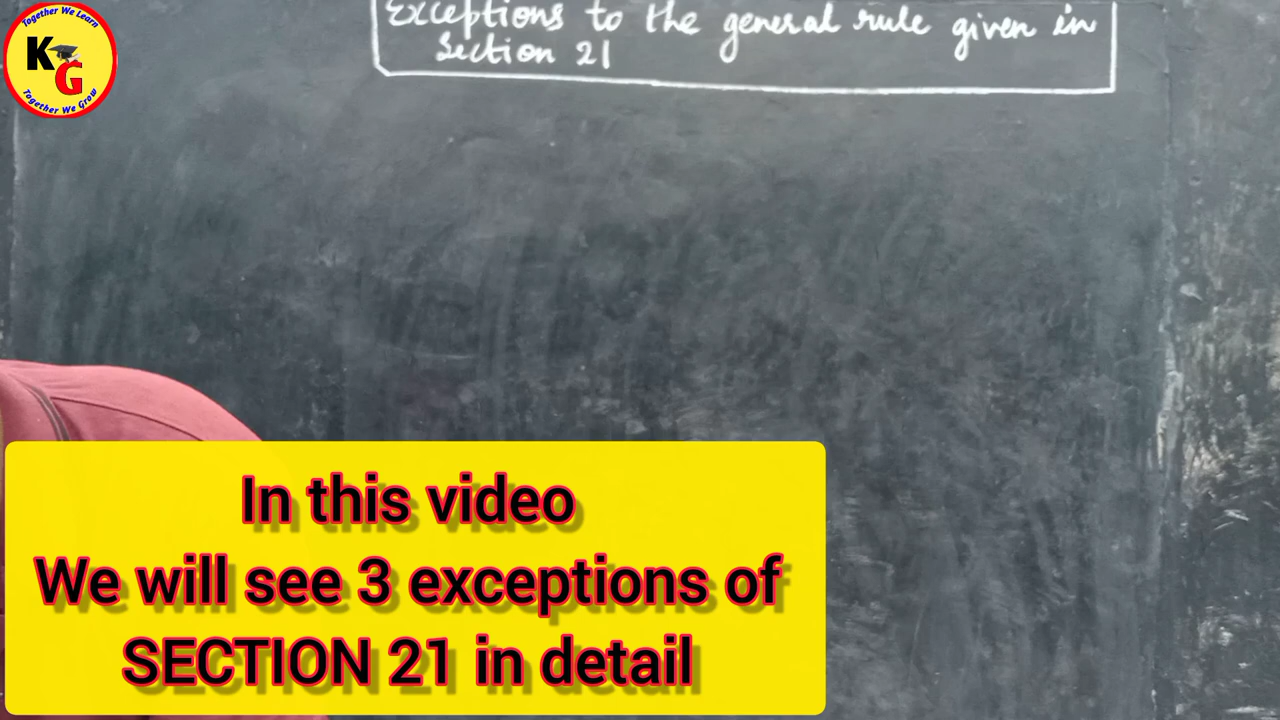 Together We Learn
KG
Together We Grow
Exceptions to the general rule given in
Section 21
In this video
We will see 3 exceptions of
SECTION 21 in detail